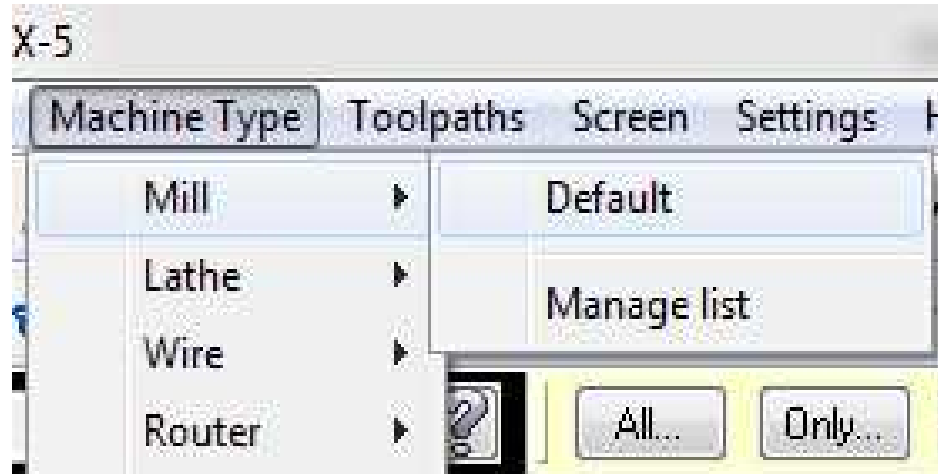 X-5
Machine Type Toolpaths Screen Settings H
Mill Default
Lathe
Manage list
Wire
Router All... Only...